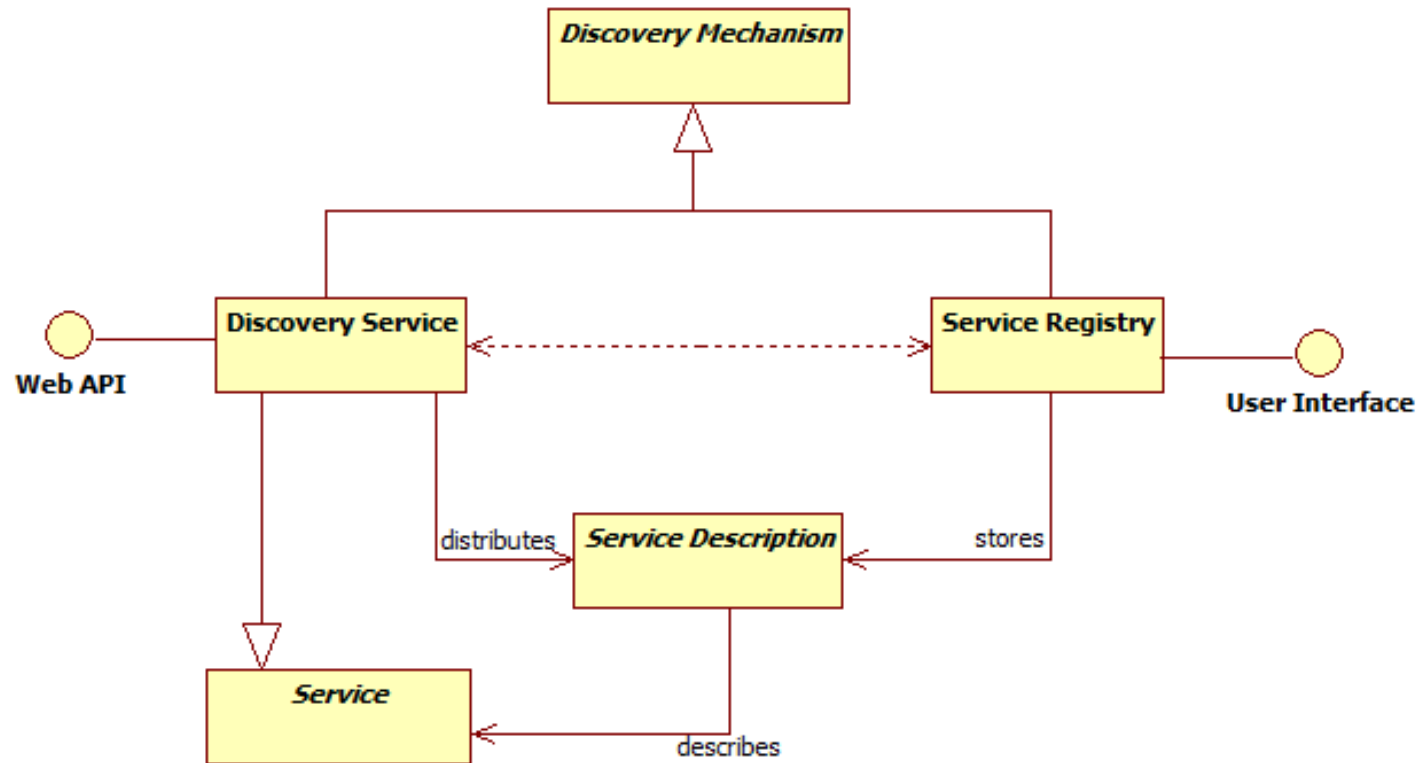 Discovery Mechanism
Discovery Service
Service Registry
Web API
User Interface
distributes
Service Description
stores
Service
describes